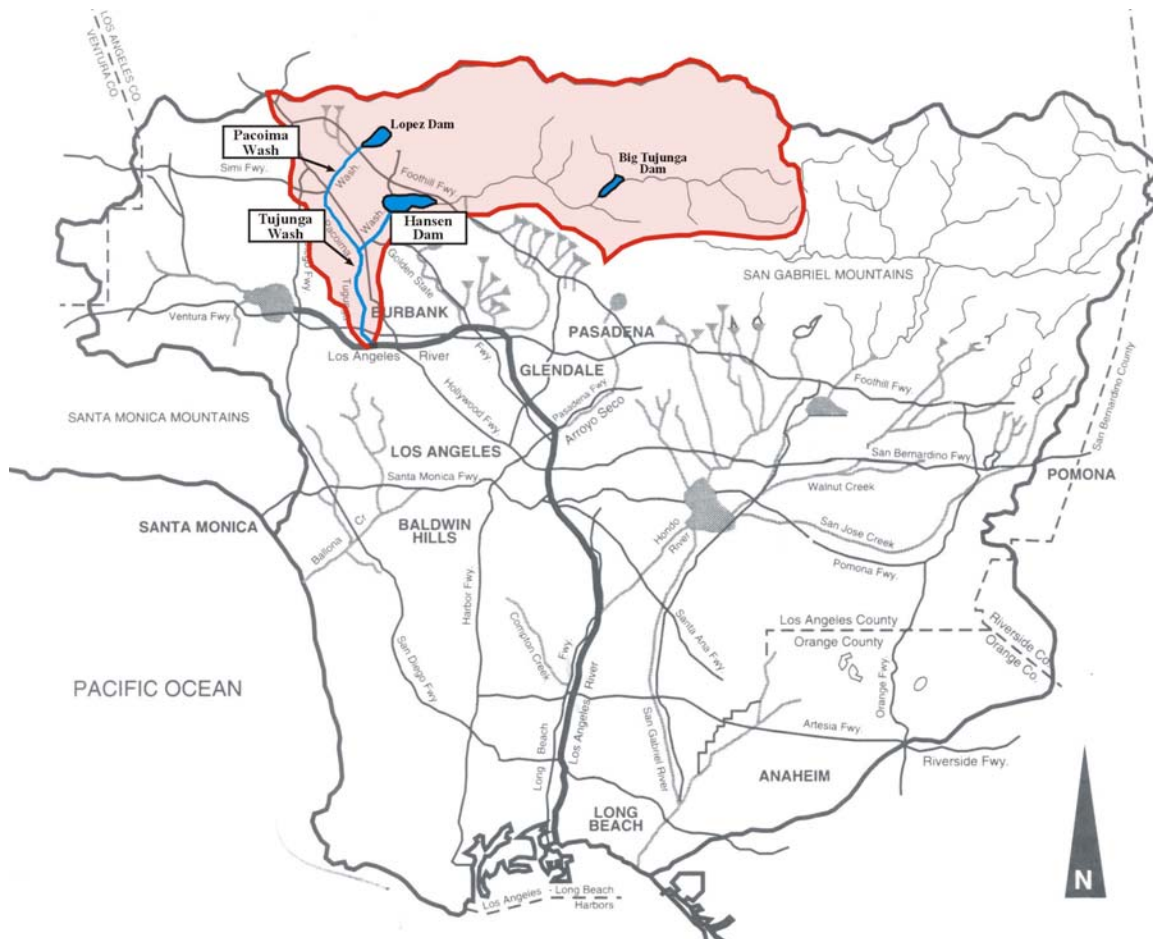 LOS ANGELES CO.
VENTURA CO.
Lopez Dam
Pacoima
Wash
Simi Fwy.
Wash.
Foothill Fwy.
Big Tujunga
Dam
Tujunga
Wash
Pacoima
Wash
Hansen
Dam
Golden State
Fwy
SAN GABRIEL MOUNTAINS
Ventura Fwy.
BURBANK
PASADENA
Los Angeles River
GLENDALE
Foothill Fwy.
San Bernardino County
Hollywood Fwy.
Pasadena Fwy
Arroyo Seco
SANTA MONICA MOUNTAINS
LOS ANGELES
San Bernardino Fwy.
POMONA
Santa Monica Fwy.
Walnut Creek
SANTA MONICA
Ballona Cr.
BALDWIN
HILLS
Hondo
River
San Jose Creek
Pomona Fwy.
Harbor Fwy.
Compton Creek
Santa Ana Fwy
Los Angeles County
Orange County
Riverside Co.
Orange Co.
PACIFIC OCEAN
San Diego Fwy
Long Beach
Fwy.
Los Angeles River
San Gabriel River
Orange Fwy.
Artesia Fwy.
Riverside Fwy.
ANAHEIM
LONG
BEACH
Los Angeles - Long Beach
Harbors
N